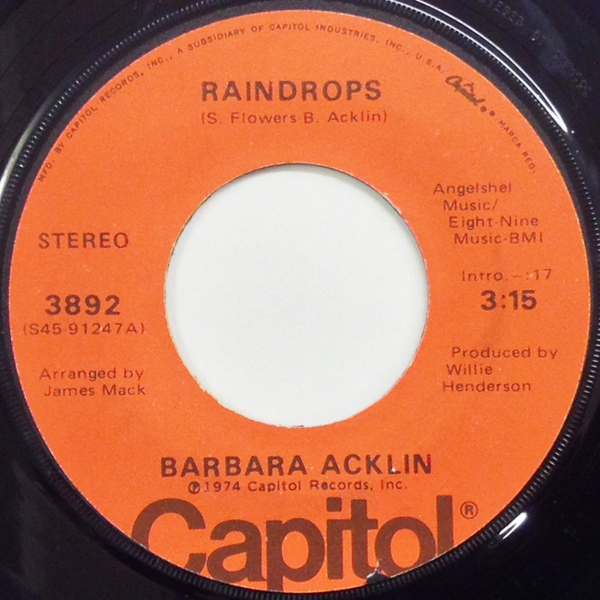 MFD. BY CAPITOL RECORDS, INC., A SUBSIDIARY OF CAPITOL INDUSTRIES, INC., U.S.A. Capitol ® MARCA REG.
RAINDROPS
(S. Flowers-B. Acklin)
Angelshel
Music/
Eight-Nine
Music-BMI
STEREO
Intro.–:17
3892
3:15
(S45-91247A)
Arranged by
James Mack
Produced by
Willie
Henderson
BARBARA ACKLIN
℗1974 Capitol Records, Inc.
Capitol®